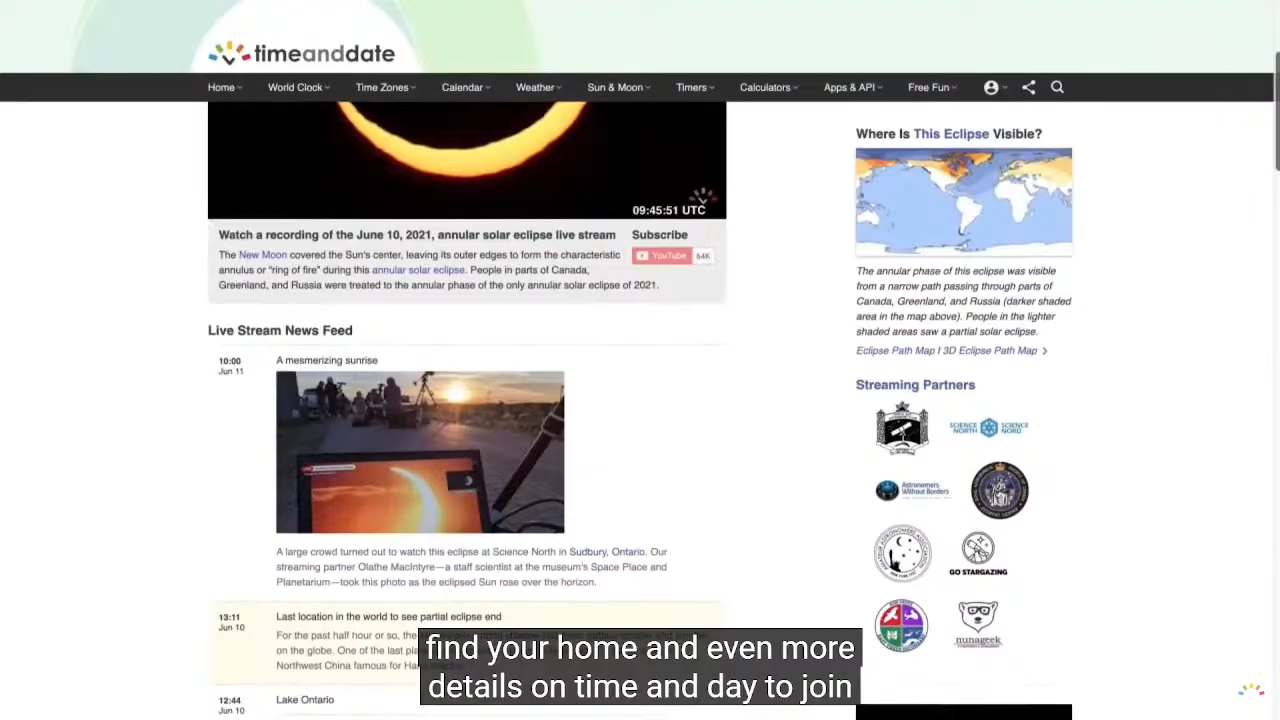 timeanddate
Home World Clock Time Zones Calendar Weather Sun & Moon Timers Calculators Apps & API Free Fun
09:45:51 UTC
Watch a recording of the June 10, 2021, annular solar eclipse live stream
The New Moon covered the Sun's center, leaving its outer edges to form the characteristic
annulus or “ring of fire” during this annular solar eclipse. People in parts of Canada,
Greenland, and Russia were treated to the annular phase of the only annular solar eclipse of 2021.
Subscribe
YouTube 64K
Live Stream News Feed
10:00
Jun 11
A mesmerizing sunrise
A large crowd turned out to watch this eclipse at Science North in Sudbury, Ontario. Our
streaming partner Olathe MacIntyre—a staff scientist at the museum's Space Place and
Planetarium—took this photo as the eclipsed Sun rose over the horizon.
13:11
Jun 10
Last location in the world to see partial eclipse end
For the past half hour or so, the
on the globe. One of the last
Northwest China famous for
12:44
Jun 10
Lake Ontario
Where Is This Eclipse Visible?
The annular phase of this eclipse was visible
from a narrow path passing through parts of
Canada, Greenland, and Russia (darker shaded
area in the map above). People in the lighter
shaded areas saw a partial solar eclipse.
Eclipse Path Map I 3D Eclipse Path Map
Streaming Partners
SCIENCE NORTH SCIENCE NORD
Astronomers
Without Borders
GO STARGAZING
nunageek
find your home and even more
details on time and day to join